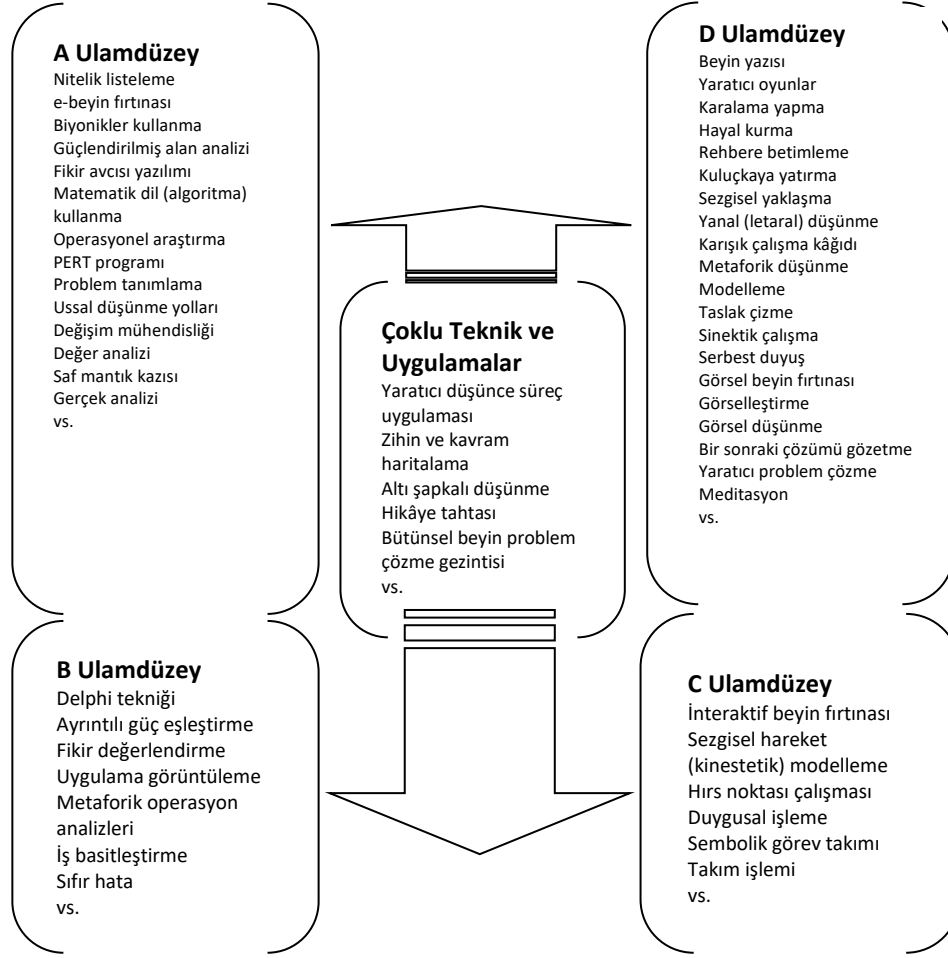 A Ulamdüzey
Nitelik listeleme
e-beyin fırtınası
Biyonikler kullanma
Güçlendirilmiş alan analizi
Fikir avcısı yazılımı
Matematik dil (algoritma)
kullanma
Operasyonel araştırma
PERT programı
Problem tanımlama
Ussal düşünme yolları
Değişim mühendisliği
Değer analizi
Saf mantık kazısı
Gerçek analizi
vs.
D Ulamdüzey
Beyin yazısı
Yaratıcı oyunlar
Karalama yapma
Hayal kurma
Rehbere betimleme
Kuluçkaya yatırma
Sezgisel yaklaşma
Yanal (letaral) düşünme
Karışık çalışma kâğıdı
Metaforik düşünme
Modelleme
Taslak çizme
Sinektik çalışma
Serbest duyuş
Görsel beyin fırtınası
Görselleştirme
Görsel düşünme
Bir sonraki çözümü gözetme
Yaratıcı problem çözme
Meditasyon
vs.
Çoklu Teknik ve
Uygulamalar
Yaratıcı düşünce süreç
uygulaması
Zihin ve kavram
haritalama
Altı şapkalı düşünme
Hikâye tahtası
Bütünsel beyin problem
çözme gezintisi
vs.
B Ulamdüzey
Delphi tekniği
Ayrıntılı güç eşleştirme
Fikir değerlendirme
Uygulama görüntüleme
Metaforik operasyon
analizleri
İş basitleştirme
Sıfır hata
vs.
C Ulamdüzey
İnteraktif beyin fırtınası
Sezgisel hareket
(kinestetik) modelleme
Hırs noktası çalışması
Duygusal işleme
Sembolik görev takımı
Takım işlemi
vs.